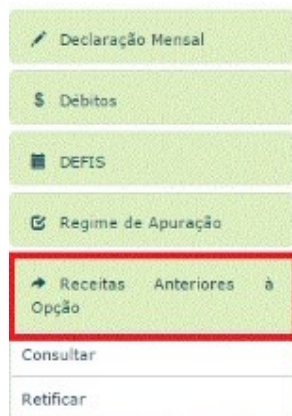 Declaração Mensal
$ Débitos
DEFIS
Regime de Apuração
Receitas Anteriores à
Opção
Consultar
Retificar